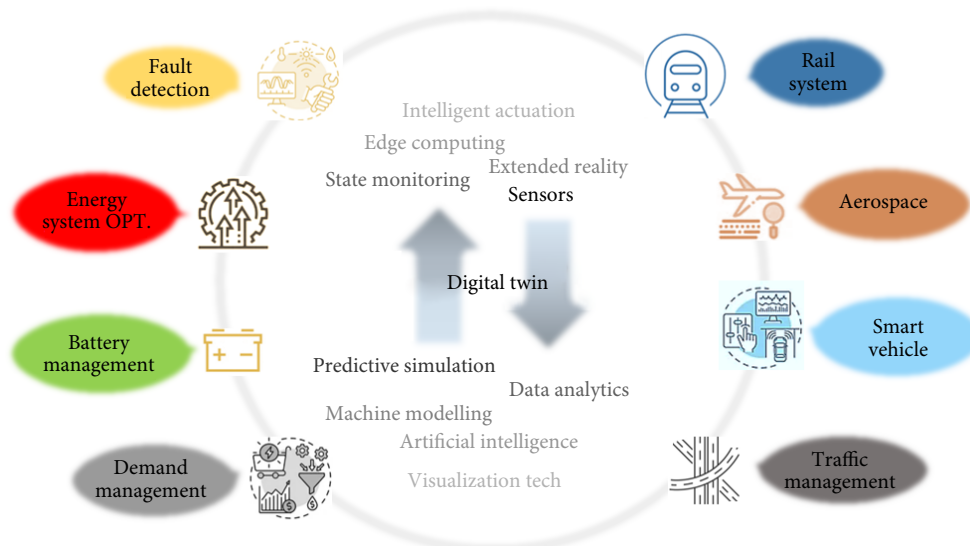 Fault
detection
Energy
system OPT.
Battery
management
Demand
management
Intelligent actuation
Edge computing
Extended reality
State monitoring
Sensors
Digital twin
Predictive simulation
Data analytics
Machine modelling
Artificial intelligence
Visualization tech
Rail
system
Aerospace
Smart
vehicle
Traffic
management